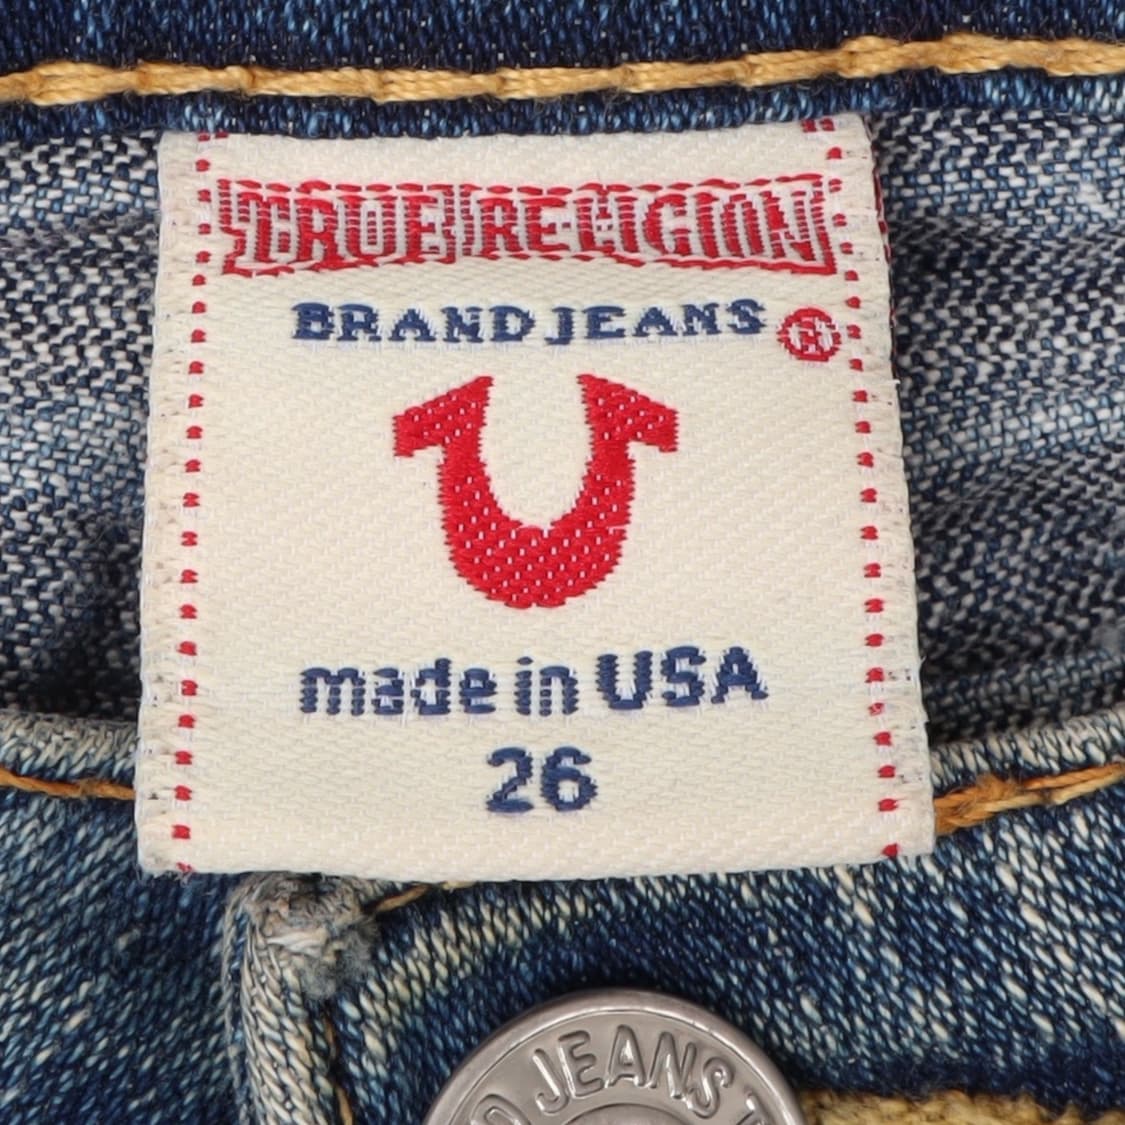 TRUE RELIGION
BRAND JEANS ®
made in USA
26
JEANS